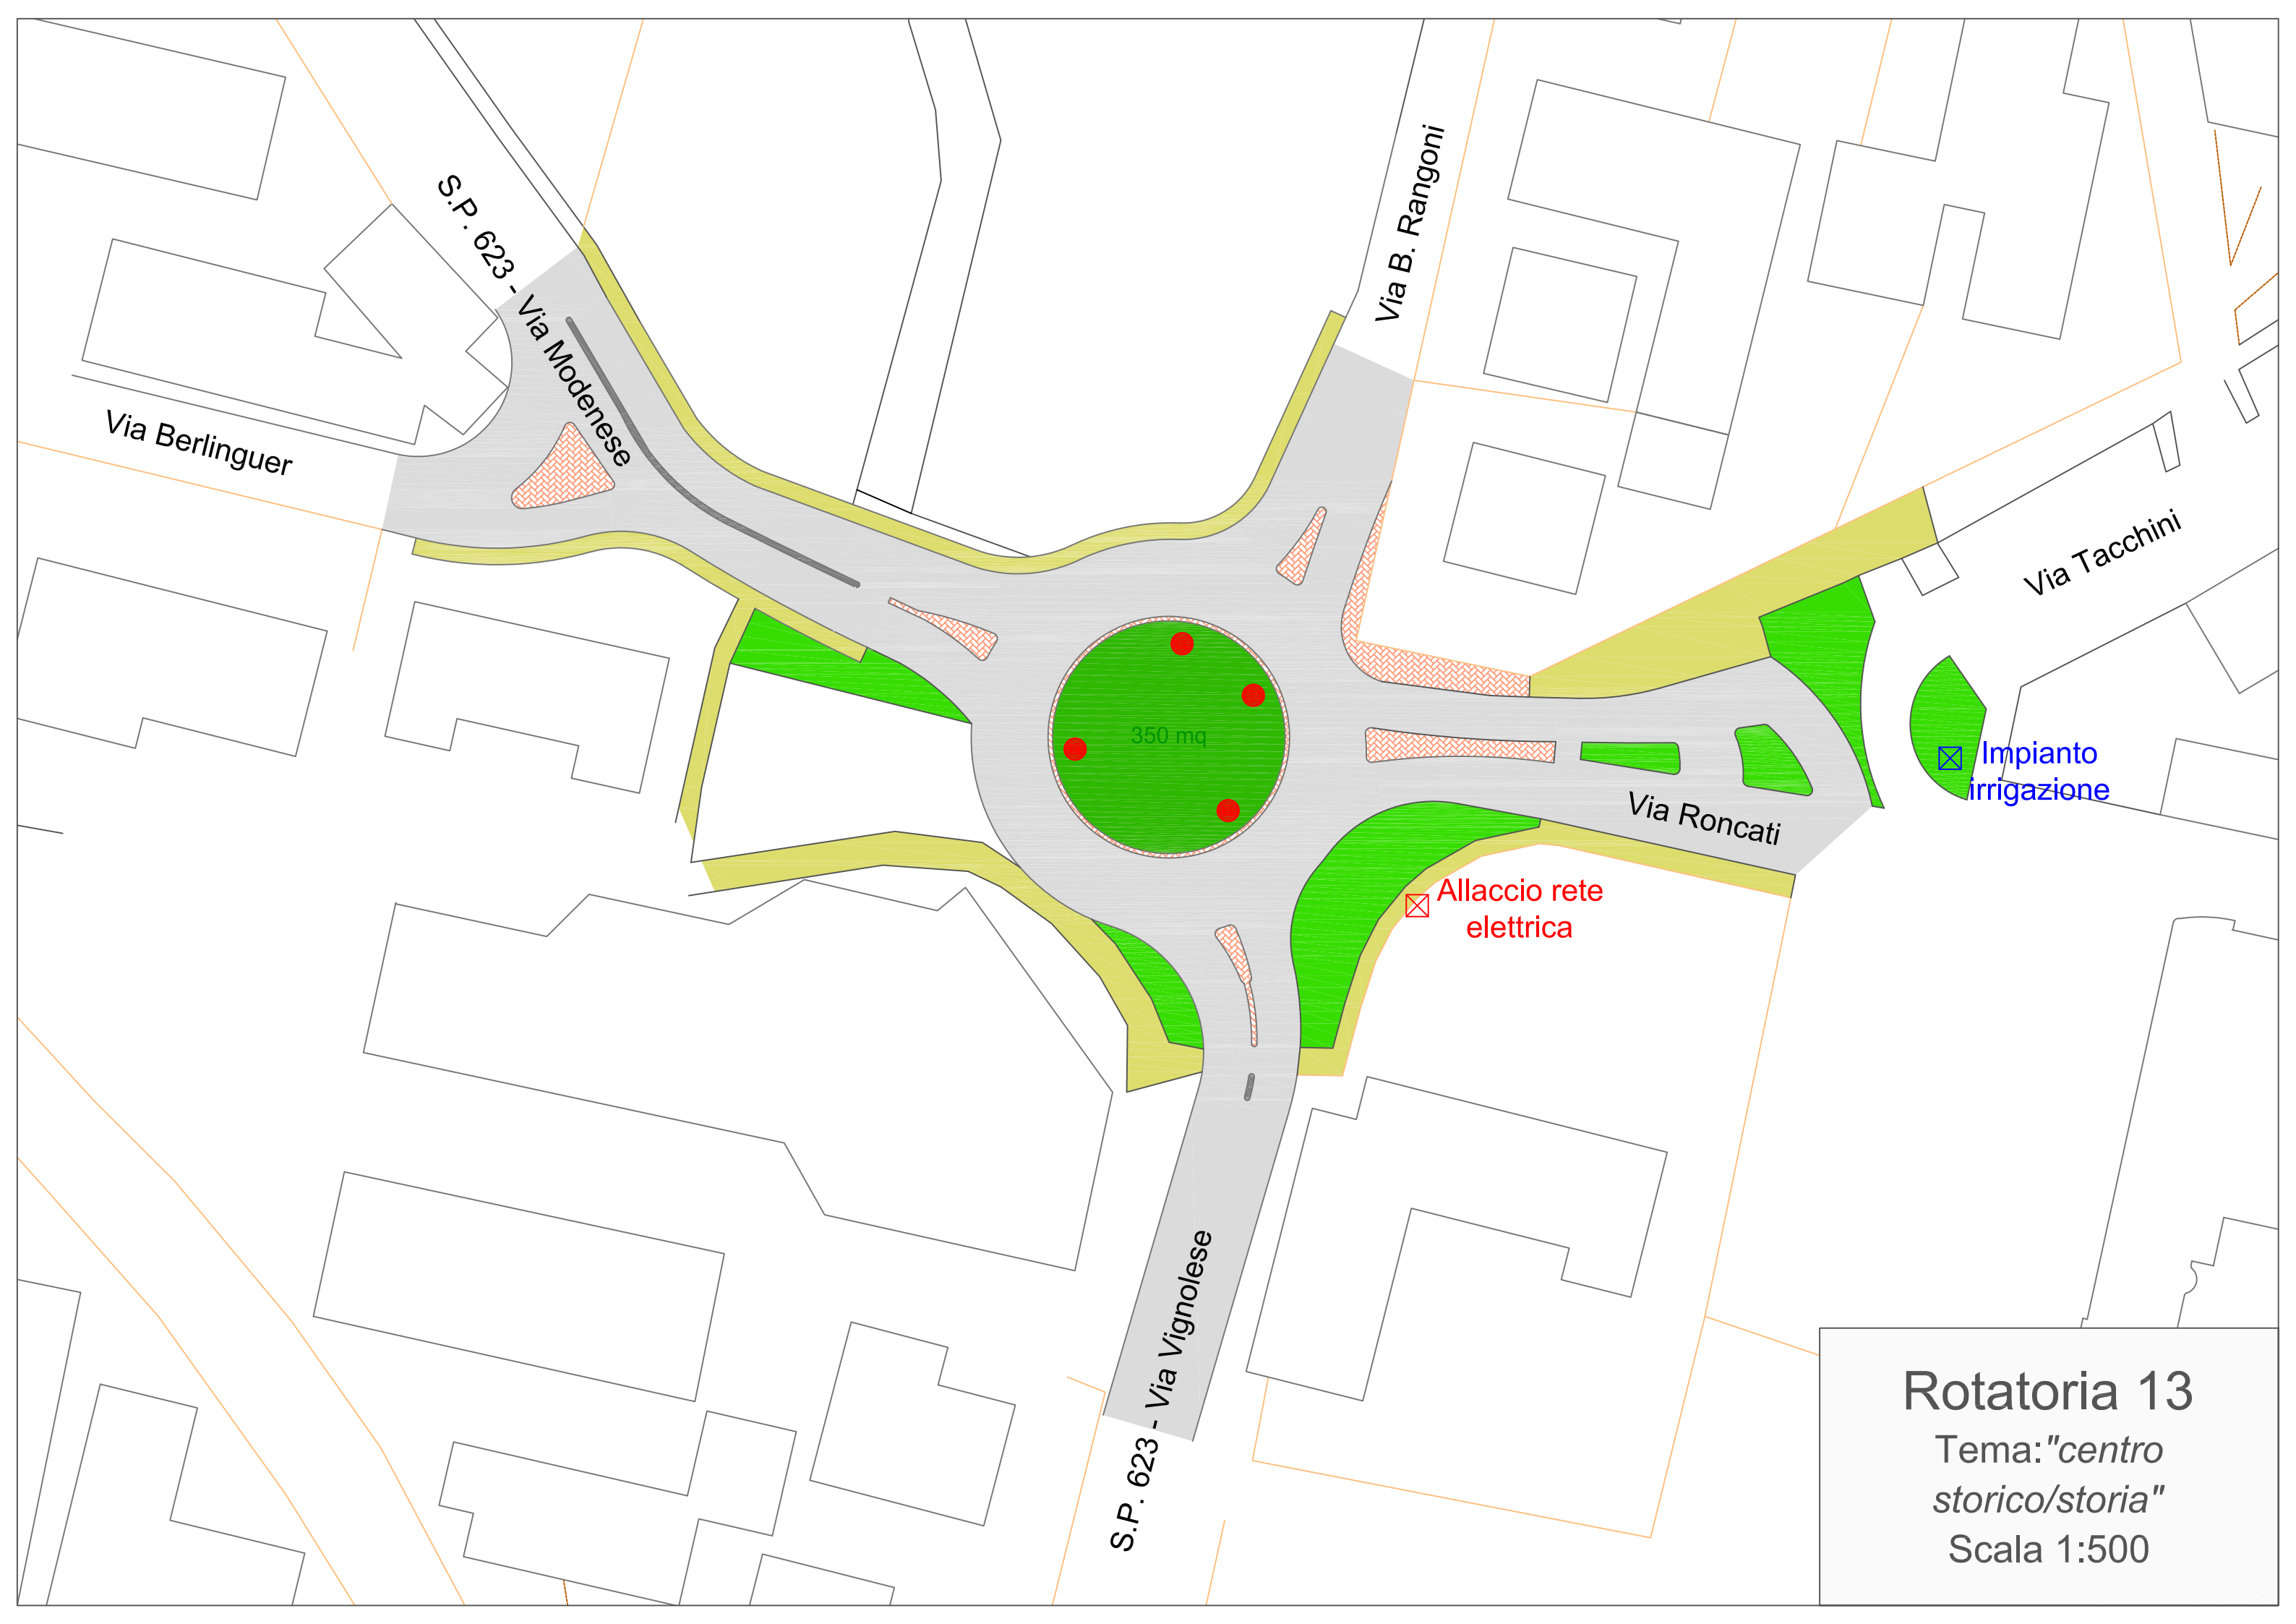 S.P. 623 - Via Modenese
Via B. Rangoni
Via Berlinguer
Via Tacchini
350 mq
Impianto
irrigazione
Via Roncati
Allaccio rete
elettrica
S.P. 623 - Via Vignolese
Rotatoria 13
Tema:"centro
storico/storia"
Scala 1:500